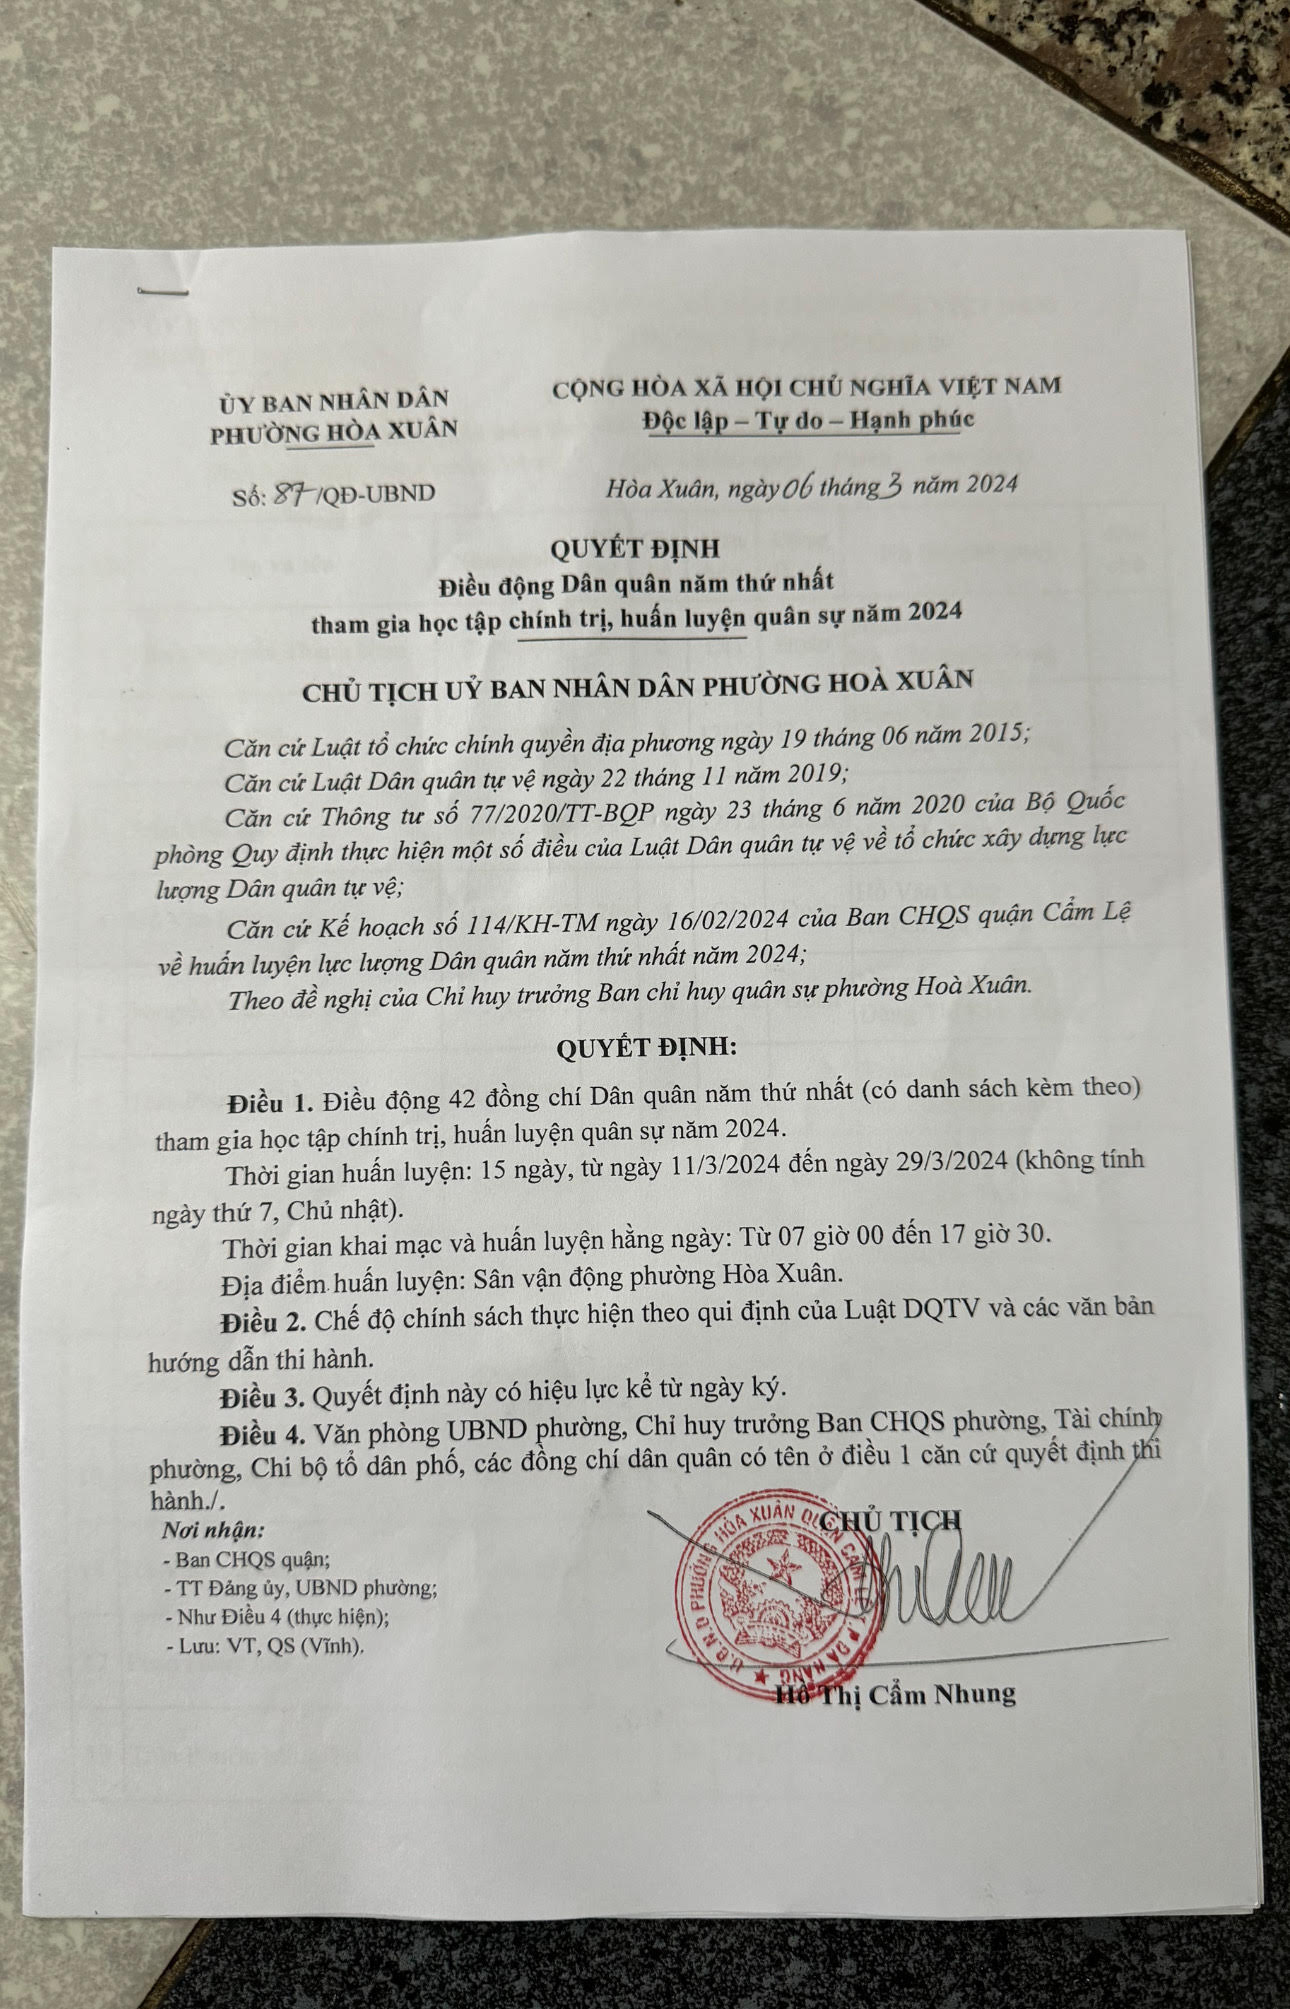 ỦY BAN NHÂN DÂN
PHƯỜNG HÒA XUÂN
CỘNG HÒA XÃ HỘI CHỦ NGHĨA VIỆT NAM
Độc lập – Tự do – Hạnh phúc
Số: 87/QĐ-UBND
Hòa Xuân, ngày 06 tháng 3 năm 2024
QUYẾT ĐỊNH
Điều động Dân quân năm thứ nhất
tham gia học tập chính trị, huấn luyện quân sự năm 2024
CHỦ TỊCH UỶ BAN NHÂN DÂN PHƯỜNG HOÀ XUÂN
Căn cứ Luật tổ chức chính quyền địa phương ngày 19 tháng 06 năm 2015;
Căn cứ Luật Dân quân tự vệ ngày 22 tháng 11 năm 2019;
Căn cứ Thông tư số 77/2020/TT-BQP ngày 23 tháng 6 năm 2020 của Bộ Quốc
phòng Quy định thực hiện một số điều của Luật Dân quân tự vệ về tổ chức xây dựng lực
lượng Dân quân tự vệ;
Căn cứ Kế hoạch số 114/KH-TM ngày 16/02/2024 của Ban CHQS quận Cẩm Lệ
về huấn luyện lực lượng Dân quân năm thứ nhất năm 2024;
Theo đề nghị của Chỉ huy trưởng Ban chỉ huy quân sự phường Hoà Xuân.
QUYẾT ĐỊNH:
Điều 1. Điều động 42 đồng chí Dân quân năm thứ nhất (có danh sách kèm theo)
tham gia học tập chính trị, huấn luyện quân sự năm 2024.
Thời gian huấn luyện: 15 ngày, từ ngày 11/3/2024 đến ngày 29/3/2024 (không tính
ngày thứ 7, Chủ nhật).
Thời gian khai mạc và huấn luyện hằng ngày: Từ 07 giờ 00 đến 17 giờ 30.
Địa điểm huấn luyện: Sân vận động phường Hòa Xuân.
Điều 2. Chế độ chính sách thực hiện theo qui định của Luật DQTV và các văn bản
hướng dẫn thi hành.
Điều 3. Quyết định này có hiệu lực kể từ ngày ký.
Điều 4. Văn phòng UBND phường, Chỉ huy trưởng Ban CHQS phường, Tài chính
phường, Chi bộ tổ dân phố, các đồng chí dân quân có tên ở điều 1 căn cứ quyết định thi
hành./.
Nơi nhận:
- Ban CHQS quận;
- TT Đảng ủy, UBND phường;
- Như Điều 4 (thực hiện);
- Lưu: VT, QS (Vĩnh).
CHỦ TỊCH
U.B.N.D PHƯỜNG HÒA XUÂN QUẬN CẨM LỆ T.P ĐÀ NẴNG
Hồ Thị Cẩm Nhung